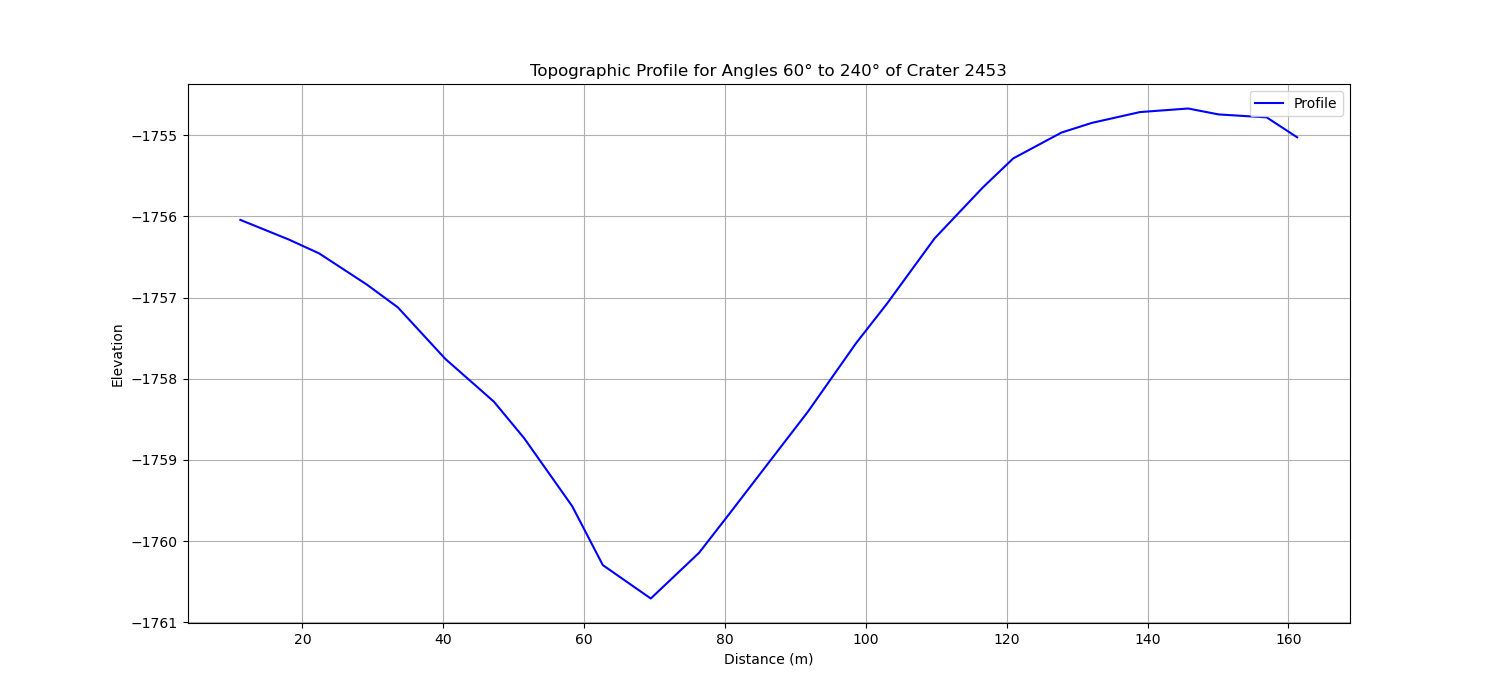 Topographic Profile for Angles 60° to 240° of Crater 2453
Profile
−1755
−1756
−1757
−1758
−1759
−1760
−1761
Elevation
20 40 60 80 100 120 140 160
Distance (m)